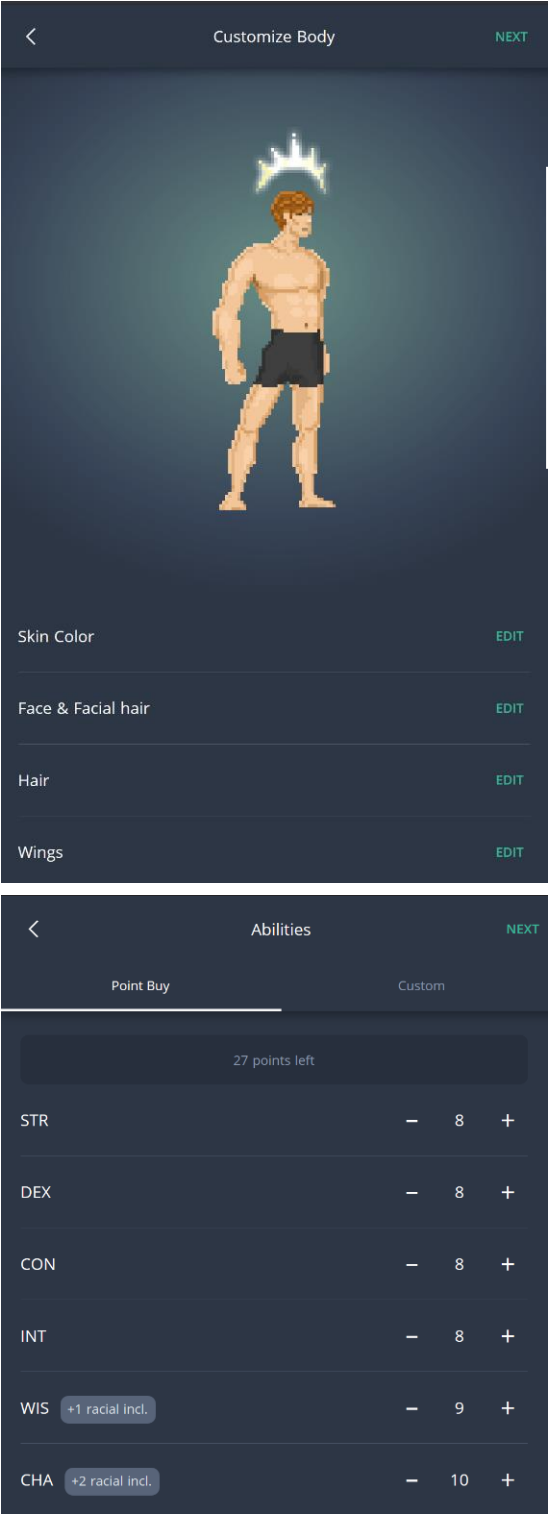 Customize Body NEXT
Skin Color EDIT
Face & Facial hair EDIT
Hair EDIT
Wings EDIT
Abilities NEXT
Point Buy Custom
27 points left
STR − 8 +
DEX − 8 +
CON − 8 +
INT − 8 +
WIS +1 racial incl. − 9 +
CHA +2 racial incl. − 10 +